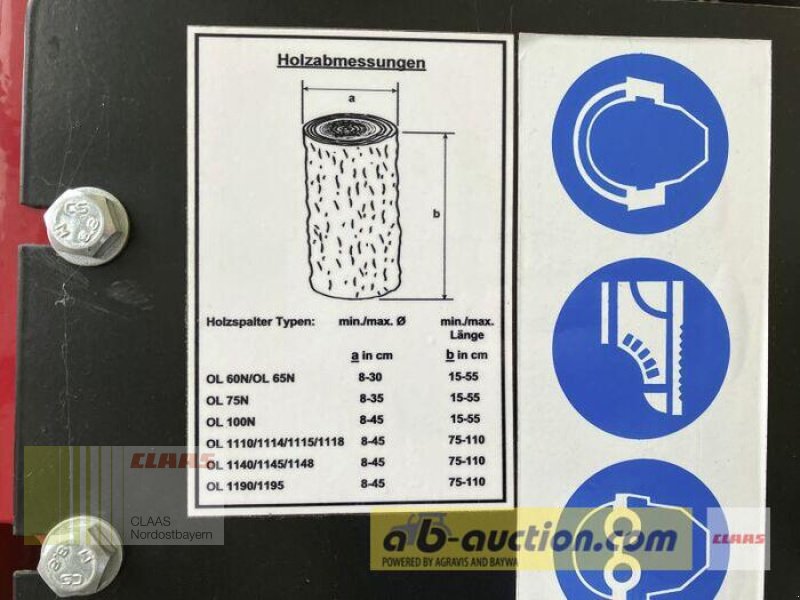 Holzabmessungen
a
b
Holzspalter Typen: min./max. Ø min./max. Länge
a in cm b in cm
OL 60N/OL 65N 8-30 15-55
OL 75N 8-35 15-55
OL 100N 8-45 15-55
OL 1110/1114/1115/1118 8-45 75-110
OL 1140/1145/1148 8-45 75-110
OL 1190/1195 8-45 75-110
CLAAS
CLAAS
Nordostbayern
ab-auction.com
POWERED BY AGRAVIS AND BAYWA
CLAAS